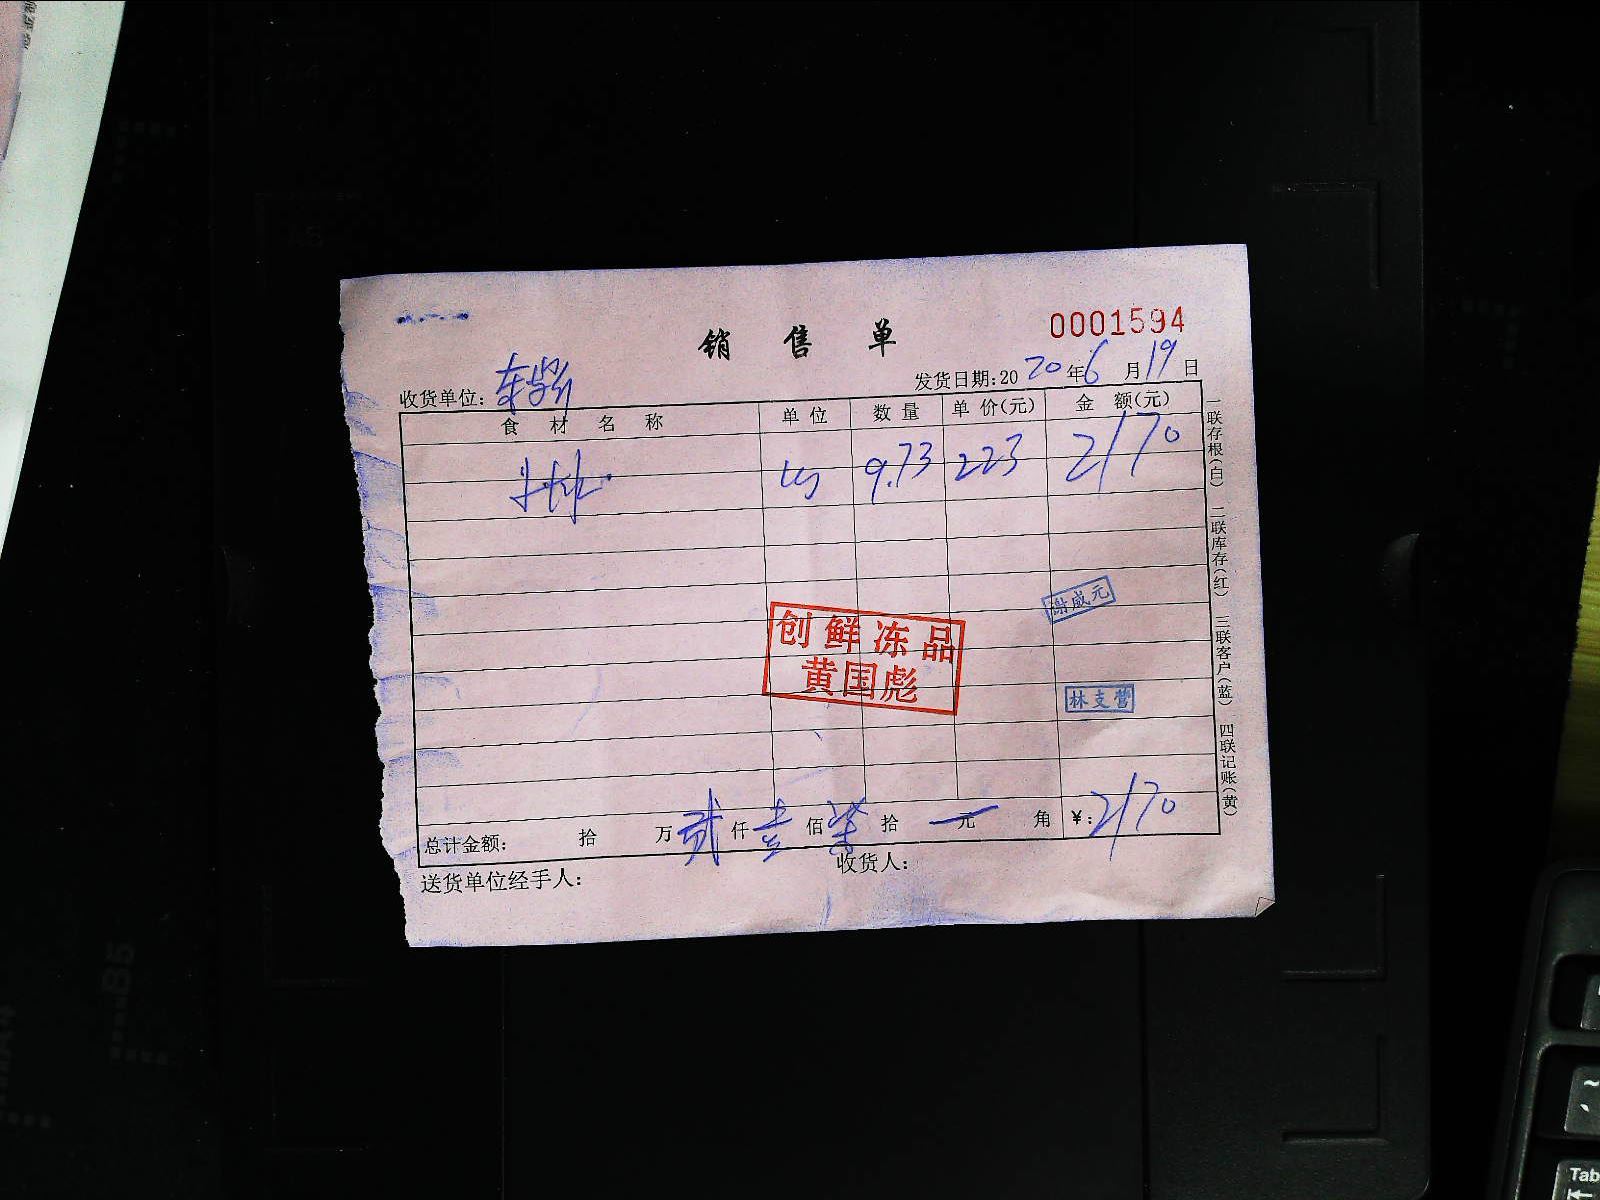 销 售 单
0001594
收货单位:
发货日期:2020年6月19日
食 材 名 称 单 位 数 量 单 价(元) 金 额(元)
牛排 9.73 223 2170
创鲜冻品
黄国彪
谢咸元
林支营
总计金额: 拾 万 贰 仟 壹 佰 柒 拾 元 角 ¥:2170
送货单位经手人: 收货人:
一联存根(白) 二联库存(红) 三联客户(蓝) 四联记账(黄)
B5
Tab